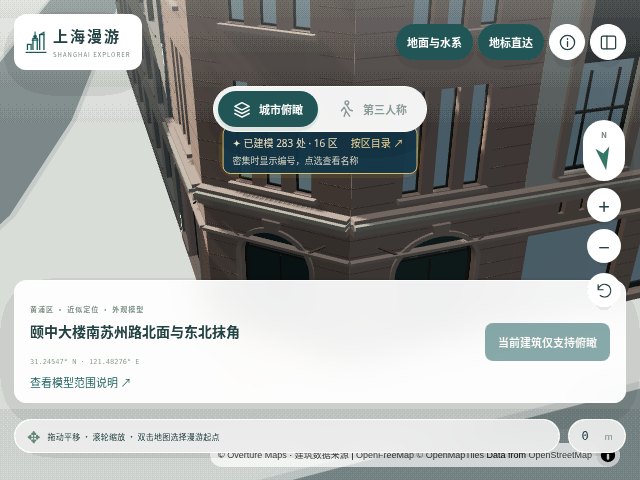 上海漫游
SHANGHAI EXPLORER
地面与水系
地标直达
城市俯瞰
第三人称
✦ 已建模 283 处 · 16 区 按区目录 ↗
密集时显示编号，点选查看名称
N
+
−
黄浦区 · 近似定位 · 外观模型
颐中大楼南苏州路北面与东北抹角
31.24547° N · 121.48276° E
查看模型范围说明 ↗
当前建筑仅支持俯瞰
拖动平移 · 滚轮缩放 · 双击地图选择漫游起点
0 m
© Overture Maps · 建筑数据来源 | OpenFreeMap © OpenMapTiles Data from OpenStreetMap